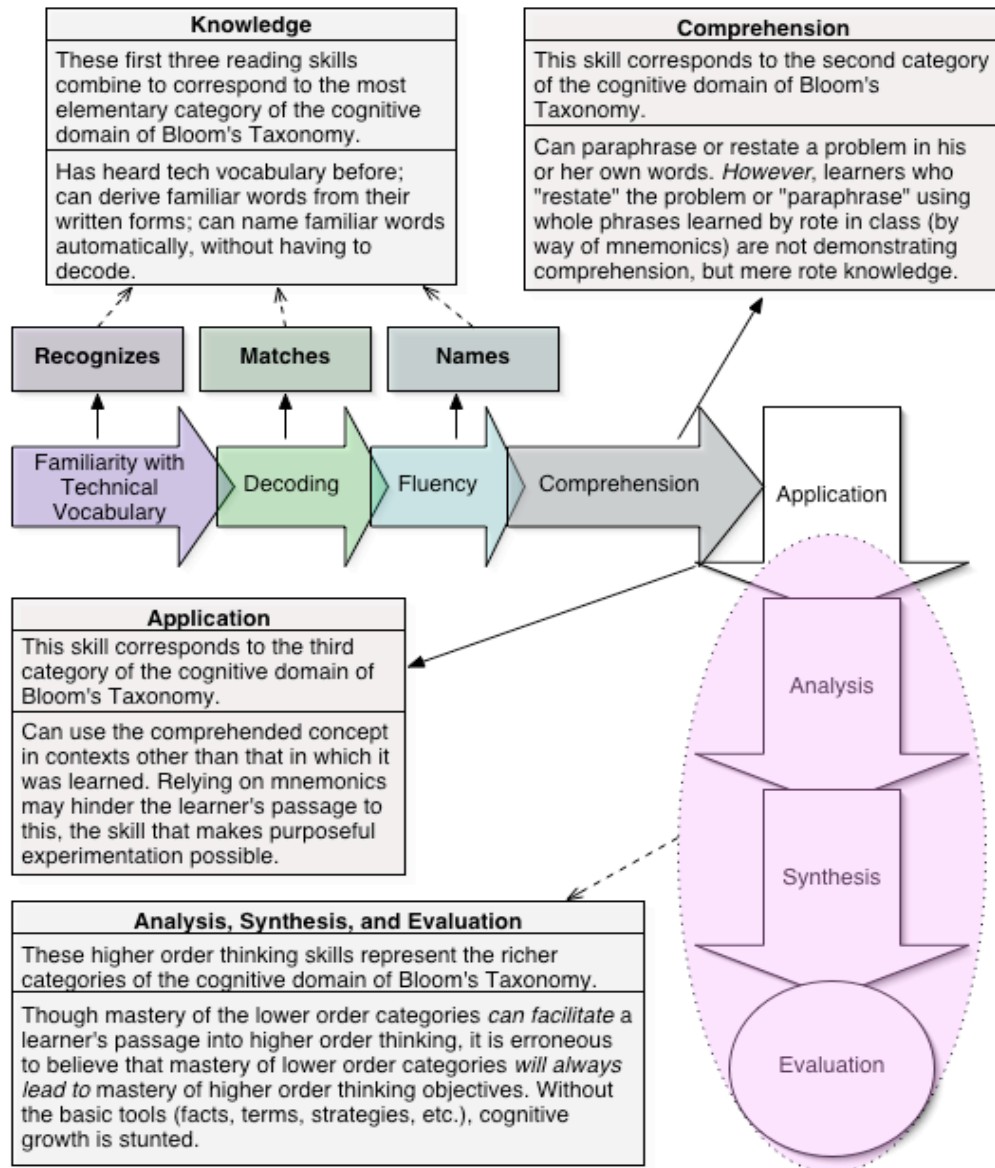 Knowledge
These first three reading skills
combine to correspond to the most
elementary category of the cognitive
domain of Bloom's Taxonomy.
Has heard tech vocabulary before;
can derive familiar words from their
written forms; can name familiar words
automatically, without having to
decode.
Comprehension
This skill corresponds to the second category
of the cognitive domain of Bloom's
Taxonomy.
Can paraphrase or restate a problem in his
or her own words. However, learners who
"restate" the problem or "paraphrase" using
whole phrases learned by rote in class (by
way of mnemonics) are not demonstrating
comprehension, but mere rote knowledge.
Recognizes
Matches
Names
Familiarity with
Technical
Vocabulary
Decoding
Fluency
Comprehension
Application
Analysis
Synthesis
Evaluation
Application
This skill corresponds to the third
category of the cognitive domain of
Bloom's Taxonomy.
Can use the comprehended concept
in contexts other than that in which it
was learned. Relying on mnemonics
may hinder the learner's passage to
this, the skill that makes purposeful
experimentation possible.
Analysis, Synthesis, and Evaluation
These higher order thinking skills represent the richer
categories of the cognitive domain of Bloom's Taxonomy.
Though mastery of the lower order categories can facilitate a
learner's passage into higher order thinking, it is erroneous
to believe that mastery of lower order categories will always
lead to mastery of higher order thinking objectives. Without
the basic tools (facts, terms, strategies, etc.), cognitive
growth is stunted.